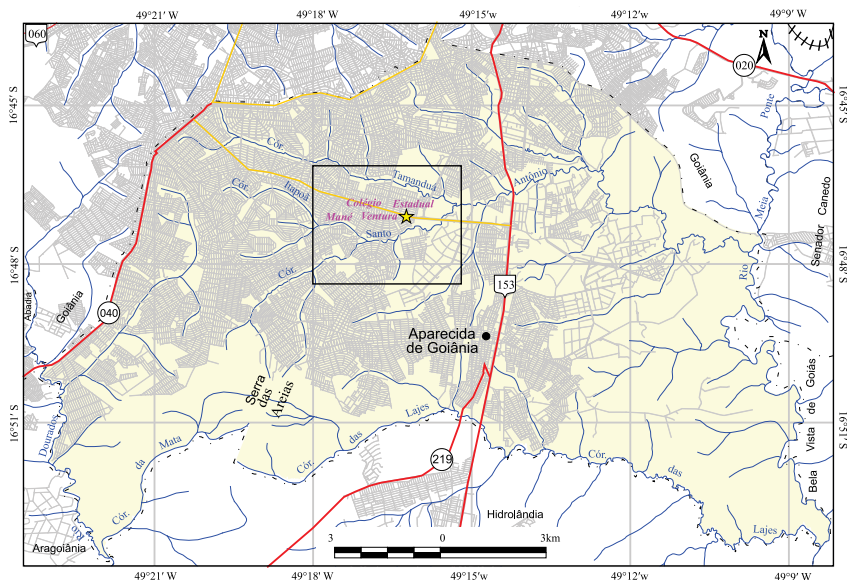 49°21' W
49°18' W
49°15' W
49°12' W
49°9' W
060
N
020
16°45' S
16°45' S
Ponte
Meia
Rio
Cór.
Tamanduá
Antônio
Goiânia
Cór.
Itapoã
Colégio Estadual
Mané Ventura
Santo
Senador Canedo
16°48' S
16°48' S
Cór.
Abadia
Goiânia
040
153
Aparecida
de Goiânia
Serra
das
Areias
Bela Vista de Goiás
16°51' S
16°51' S
Dourados
Rio
Lajes
das
Cór.
da Mata
Cór.
219
Cór.
das
Lajes
Hidrolândia
Aragoiânia
3 0 3km
49°21' W
49°18' W
49°15' W
49°12' W
49°9' W